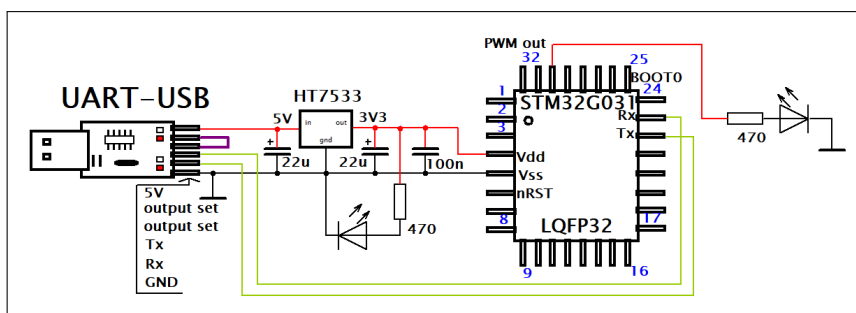 PWM out
32
25
BOOT0
24
UART-USB
HT7533
5V
in
out
gnd
3V3
+
22u
+
22u
100n
470
1
2
3
STM32G031
Rx
Tx
Vdd
Vss
nRST
8
17
LQFP32
9
16
470
5V
output set
output set
Tx
Rx
GND